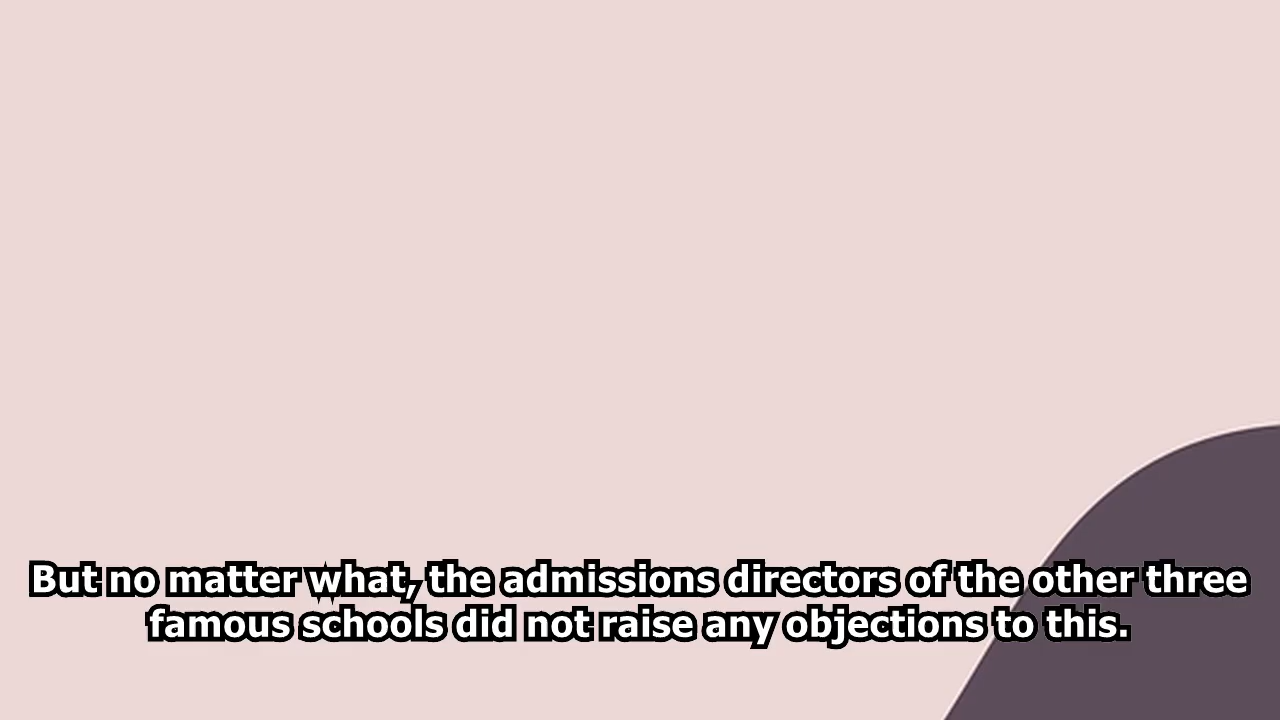 But no matter what, the admissions directors of the other three
famous schools did not raise any objections to this.